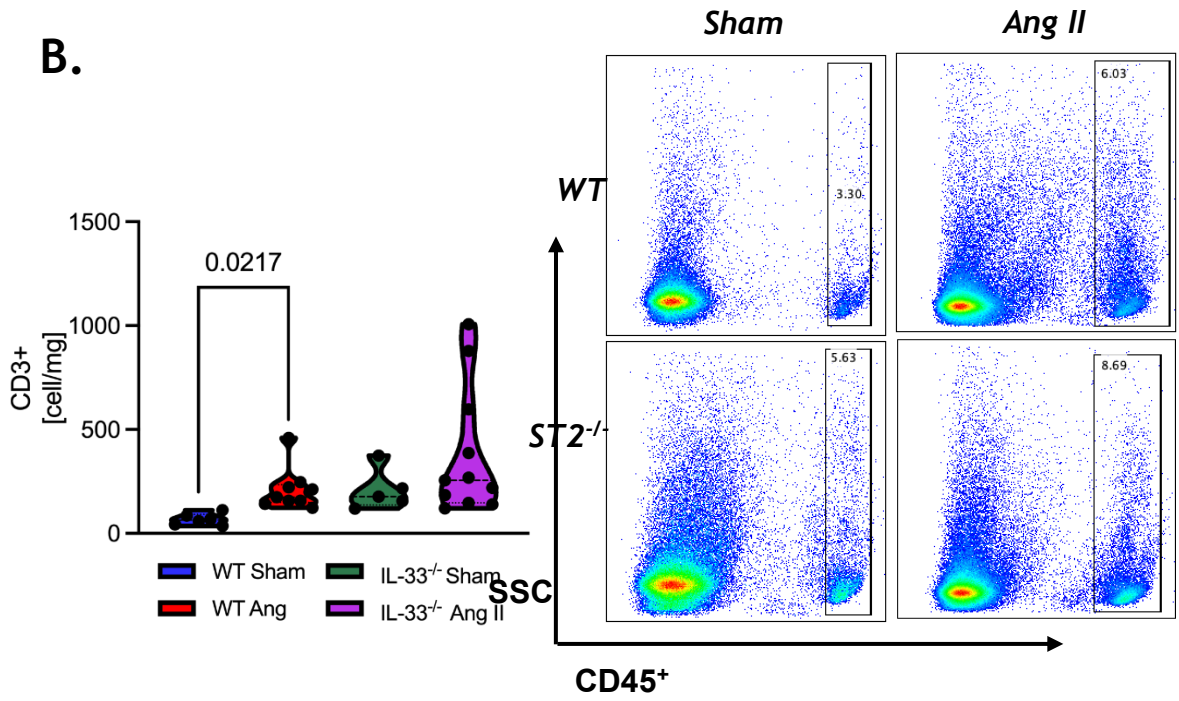 B.
CD3+
[cell/mg]
1500
1000
500
0
0.0217
WT Sham
IL-33-/- Sham
WT Ang
IL-33-/- Ang II
Sham
Ang II
WT
3.30
6.03
ST2-/-
5.63
8.69
SSC
CD45+